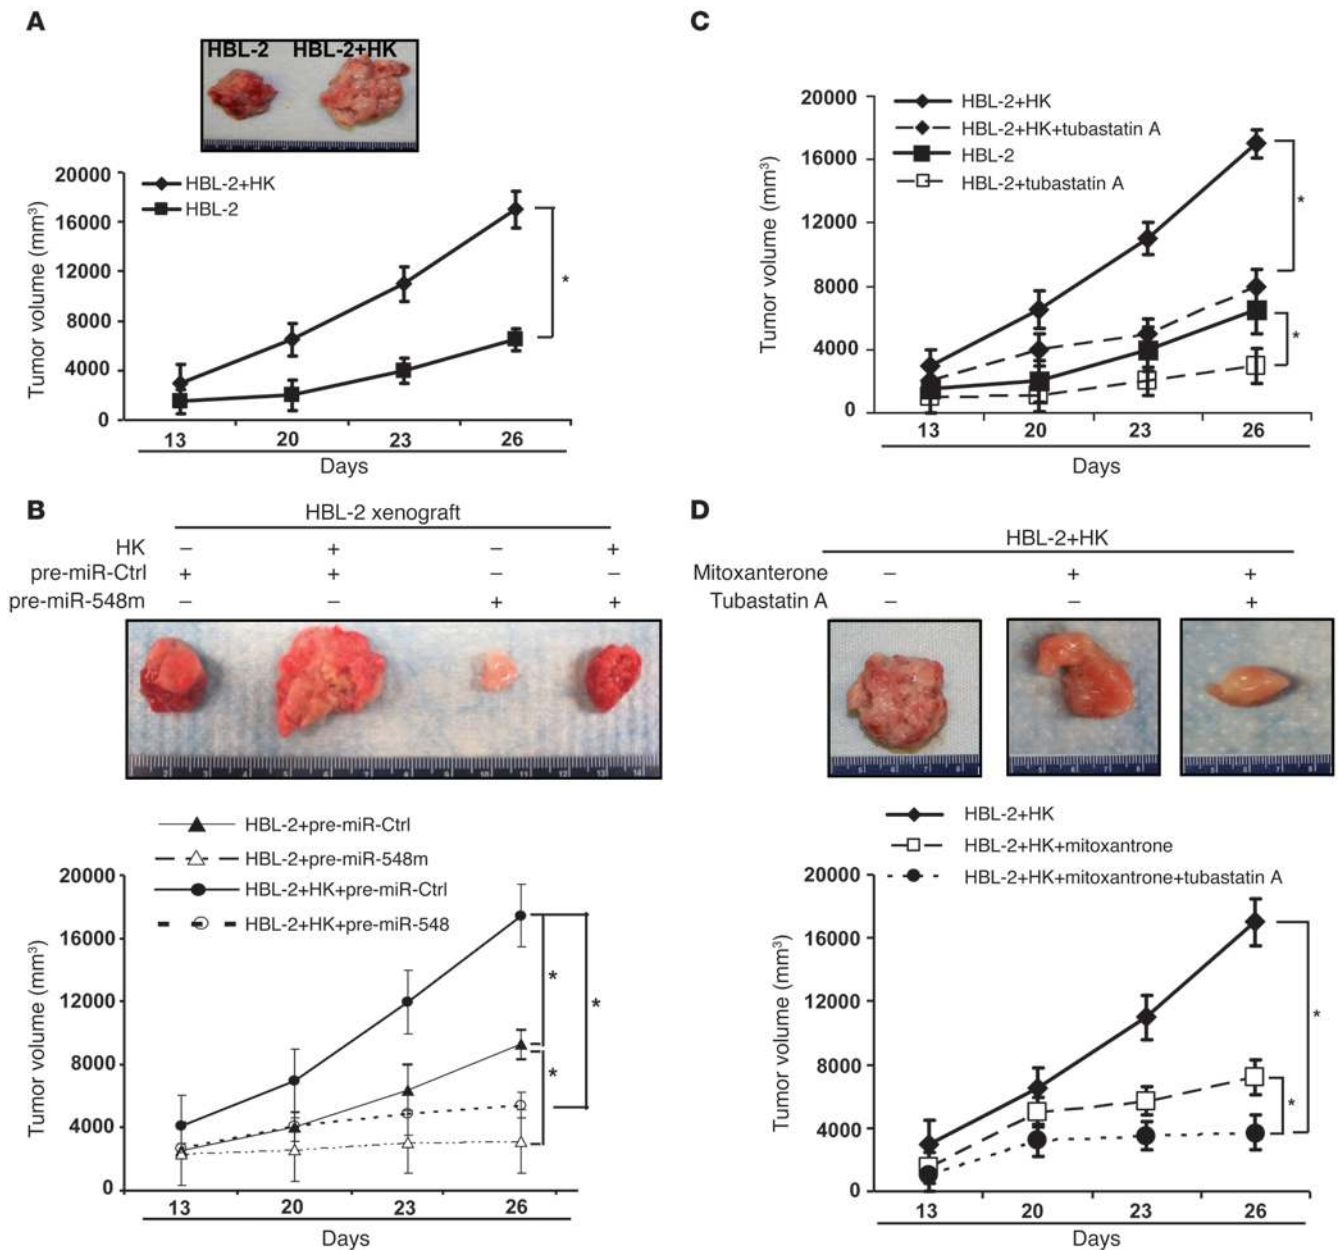 A
HBL-2 HBL-2+HK
20000
16000
12000
8000
4000
0
Tumor volume (mm³)
HBL-2+HK
HBL-2
*
13 20 23 26
Days
C
20000
16000
12000
8000
4000
0
Tumor volume (mm³)
HBL-2+HK
HBL-2+HK+tubastatin A
HBL-2
HBL-2+tubastatin A
*
*
13 20 23 26
Days
B
HBL-2 xenograft
HK − + − +
pre-miR-Ctrl + + − −
pre-miR-548m − − + +
HBL-2+pre-miR-Ctrl
HBL-2+pre-miR-548m
HBL-2+HK+pre-miR-Ctrl
HBL-2+HK+pre-miR-548
20000
16000
12000
8000
4000
0
Tumor volume (mm³)
*
*
*
13 20 23 26
Days
D
HBL-2+HK
Mitoxanterone − + +
Tubastatin A − − +
HBL-2+HK
HBL-2+HK+mitoxantrone
HBL-2+HK+mitoxantrone+tubastatin A
20000
16000
12000
8000
4000
0
Tumor volume (mm³)
*
*
13 20 23 26
Days